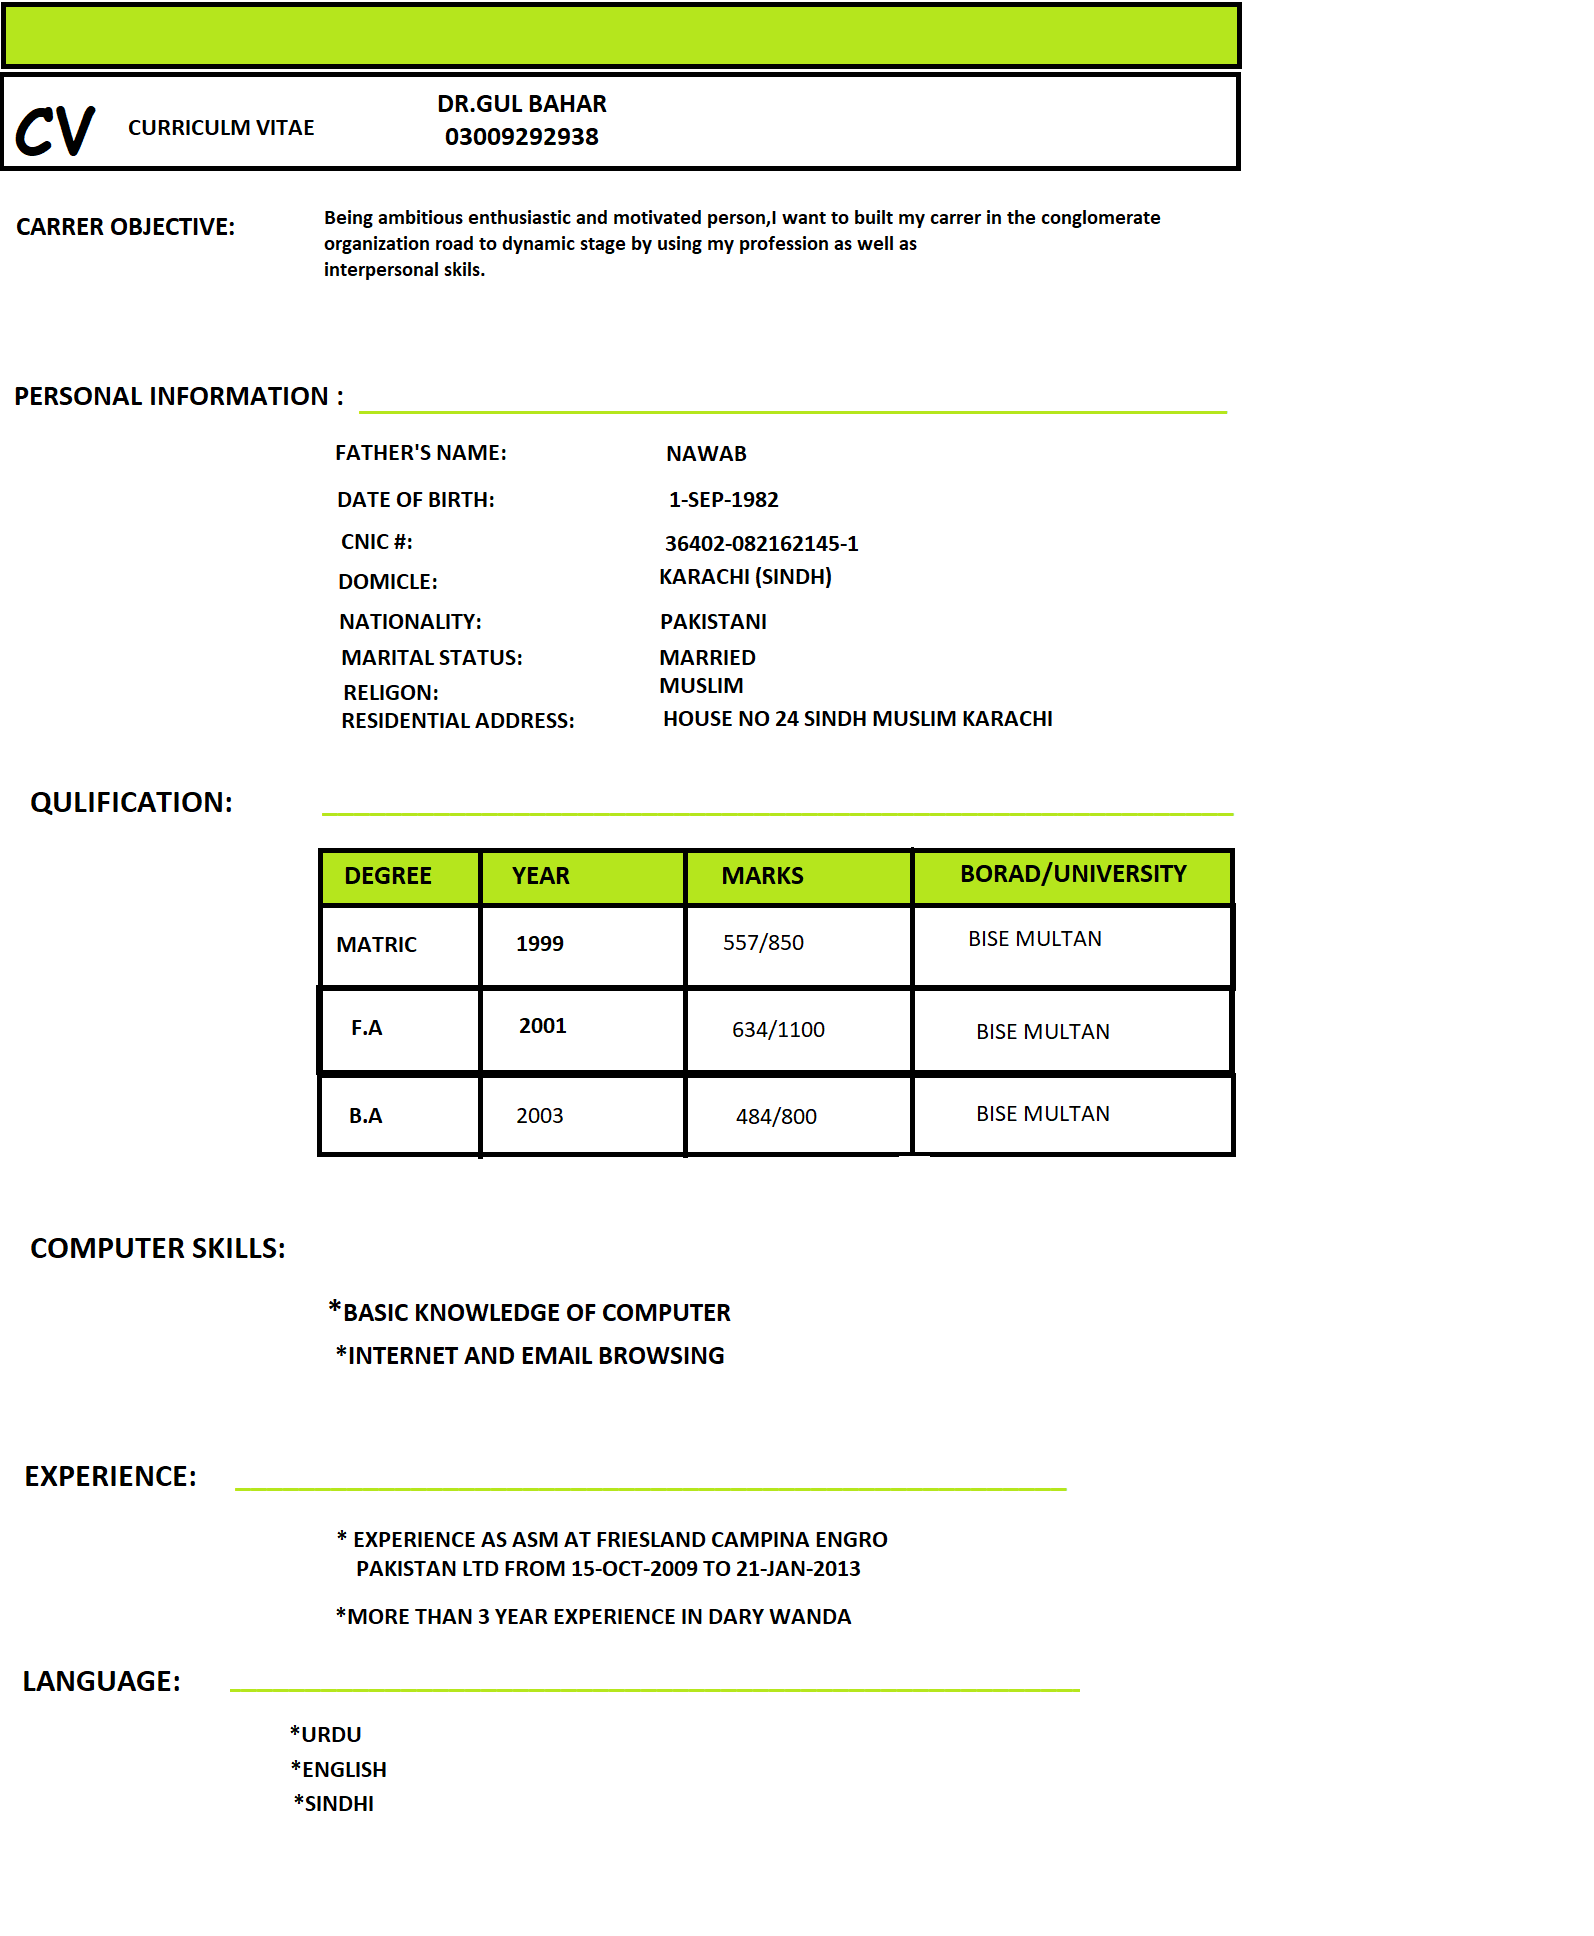 CV CURRICULM VITAE
DR.GUL BAHAR
03009292938
CARRER OBJECTIVE:
Being ambitious enthusiastic and motivated person,I want to built my carrer in the conglomerate
organization road to dynamic stage by using my profession as well as
interpersonal skils.
PERSONAL INFORMATION :
FATHER'S NAME: NAWAB
DATE OF BIRTH: 1-SEP-1982
CNIC #: 36402-082162145-1
DOMICLE: KARACHI (SINDH)
NATIONALITY: PAKISTANI
MARITAL STATUS: MARRIED
RELIGON: MUSLIM
RESIDENTIAL ADDRESS: HOUSE NO 24 SINDH MUSLIM KARACHI
QULIFICATION:
DEGREE YEAR MARKS BORAD/UNIVERSITY
MATRIC 1999 557/850 BISE MULTAN
F.A 2001 634/1100 BISE MULTAN
B.A 2003 484/800 BISE MULTAN
COMPUTER SKILLS:
*BASIC KNOWLEDGE OF COMPUTER
*INTERNET AND EMAIL BROWSING
EXPERIENCE:
* EXPERIENCE AS ASM AT FRIESLAND CAMPINA ENGRO
PAKISTAN LTD FROM 15-OCT-2009 TO 21-JAN-2013
*MORE THAN 3 YEAR EXPERIENCE IN DARY WANDA
LANGUAGE:
*URDU
*ENGLISH
*SINDHI